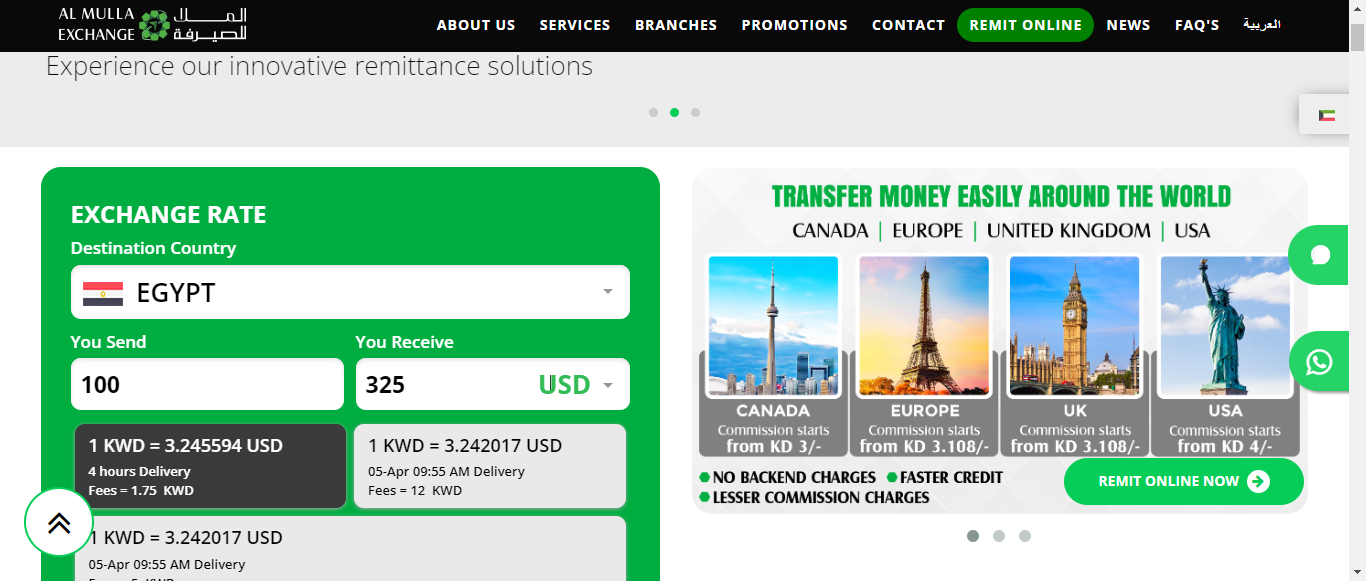 AL MULLA
EXCHANGE
المـــلا
للصيــرفة
ABOUT US
SERVICES
BRANCHES
PROMOTIONS
CONTACT
REMIT ONLINE
NEWS
FAQ'S
العربية
Experience our innovative remittance solutions
EXCHANGE RATE
Destination Country
EGYPT
You Send
You Receive
100
325
USD
1 KWD = 3.245594 USD
4 hours Delivery
Fees = 1.75 KWD
1 KWD = 3.242017 USD
05-Apr 09:55 AM Delivery
Fees = 12 KWD
1 KWD = 3.242017 USD
05-Apr 09:55 AM Delivery
TRANSFER MONEY EASILY AROUND THE WORLD
CANADA | EUROPE | UNITED KINGDOM | USA
CANADA
Commission starts
from KD 3/-
EUROPE
Commission starts
from KD 3.108/-
UK
Commission starts
from KD 3.108/-
USA
Commission starts
from KD 4/-
NO BACKEND CHARGES
FASTER CREDIT
LESSER COMMISSION CHARGES
REMIT ONLINE NOW